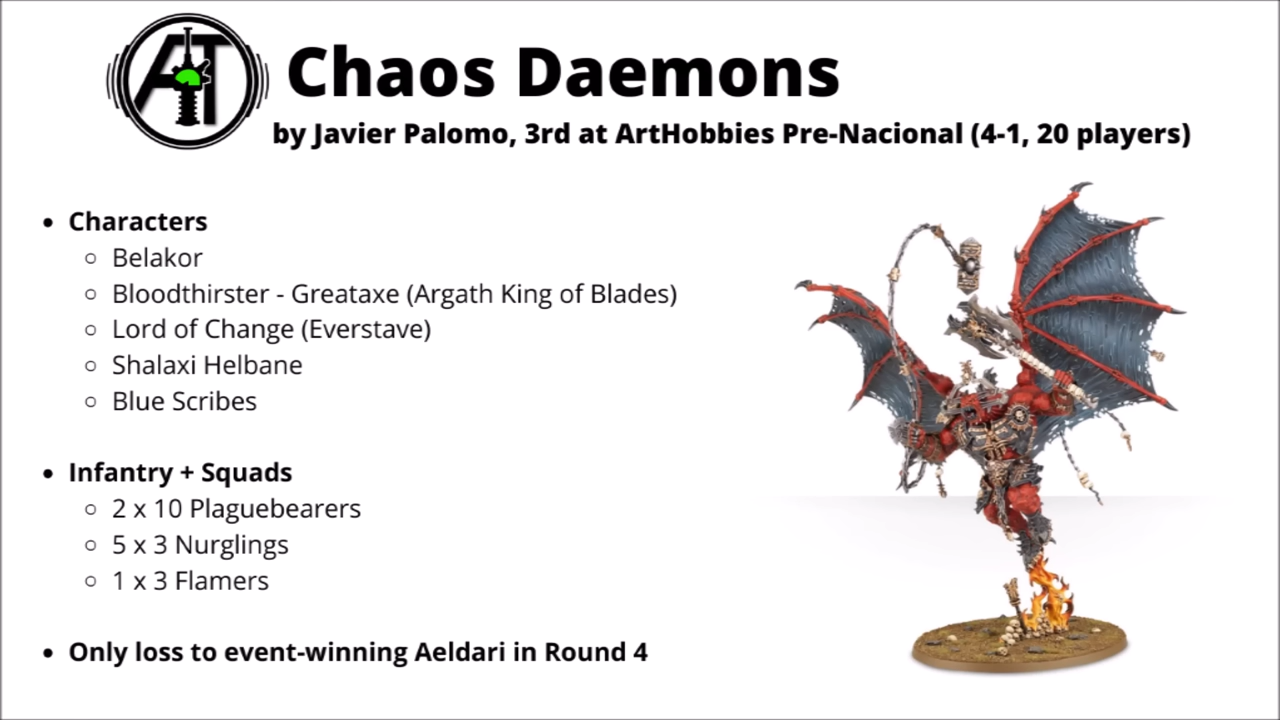 AT
Chaos Daemons
by Javier Palomo, 3rd at ArtHobbies Pre-Nacional (4-1, 20 players)
• Characters
○ Belakor
○ Bloodthirster - Greataxe (Argath King of Blades)
○ Lord of Change (Everstave)
○ Shalaxi Helbane
○ Blue Scribes
• Infantry + Squads
○ 2 x 10 Plaguebearers
○ 5 x 3 Nurglings
○ 1 x 3 Flamers
• Only loss to event-winning Aeldari in Round 4